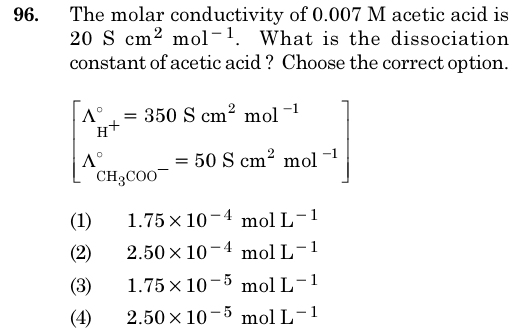 96. The molar conductivity of 0.007 M acetic acid is
20 S cm² mol⁻¹. What is the dissociation
constant of acetic acid ? Choose the correct option.
Λ°H⁺ = 350 S cm² mol⁻¹
Λ°CH₃COO⁻ = 50 S cm² mol⁻¹
(1) 1.75 × 10⁻⁴ mol L⁻¹
(2) 2.50 × 10⁻⁴ mol L⁻¹
(3) 1.75 × 10⁻⁵ mol L⁻¹
(4) 2.50 × 10⁻⁵ mol L⁻¹